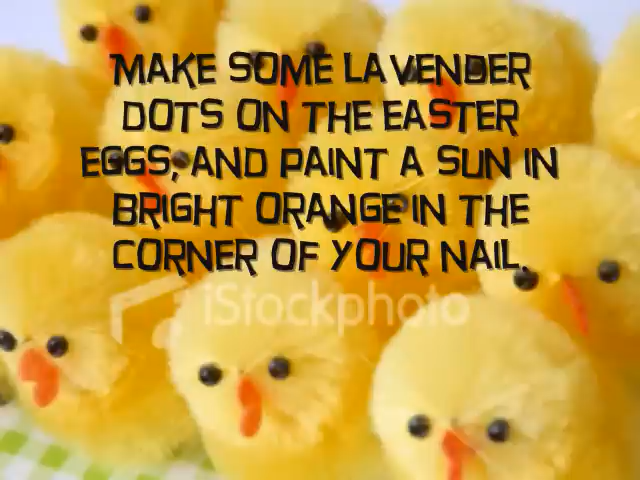 MAKE SOME LAVENDER
DOTS ON THE EASTER
EGGS, AND PAINT A SUN IN
BRIGHT ORANGE IN THE
CORNER OF YOUR NAIL.
iStockphoto